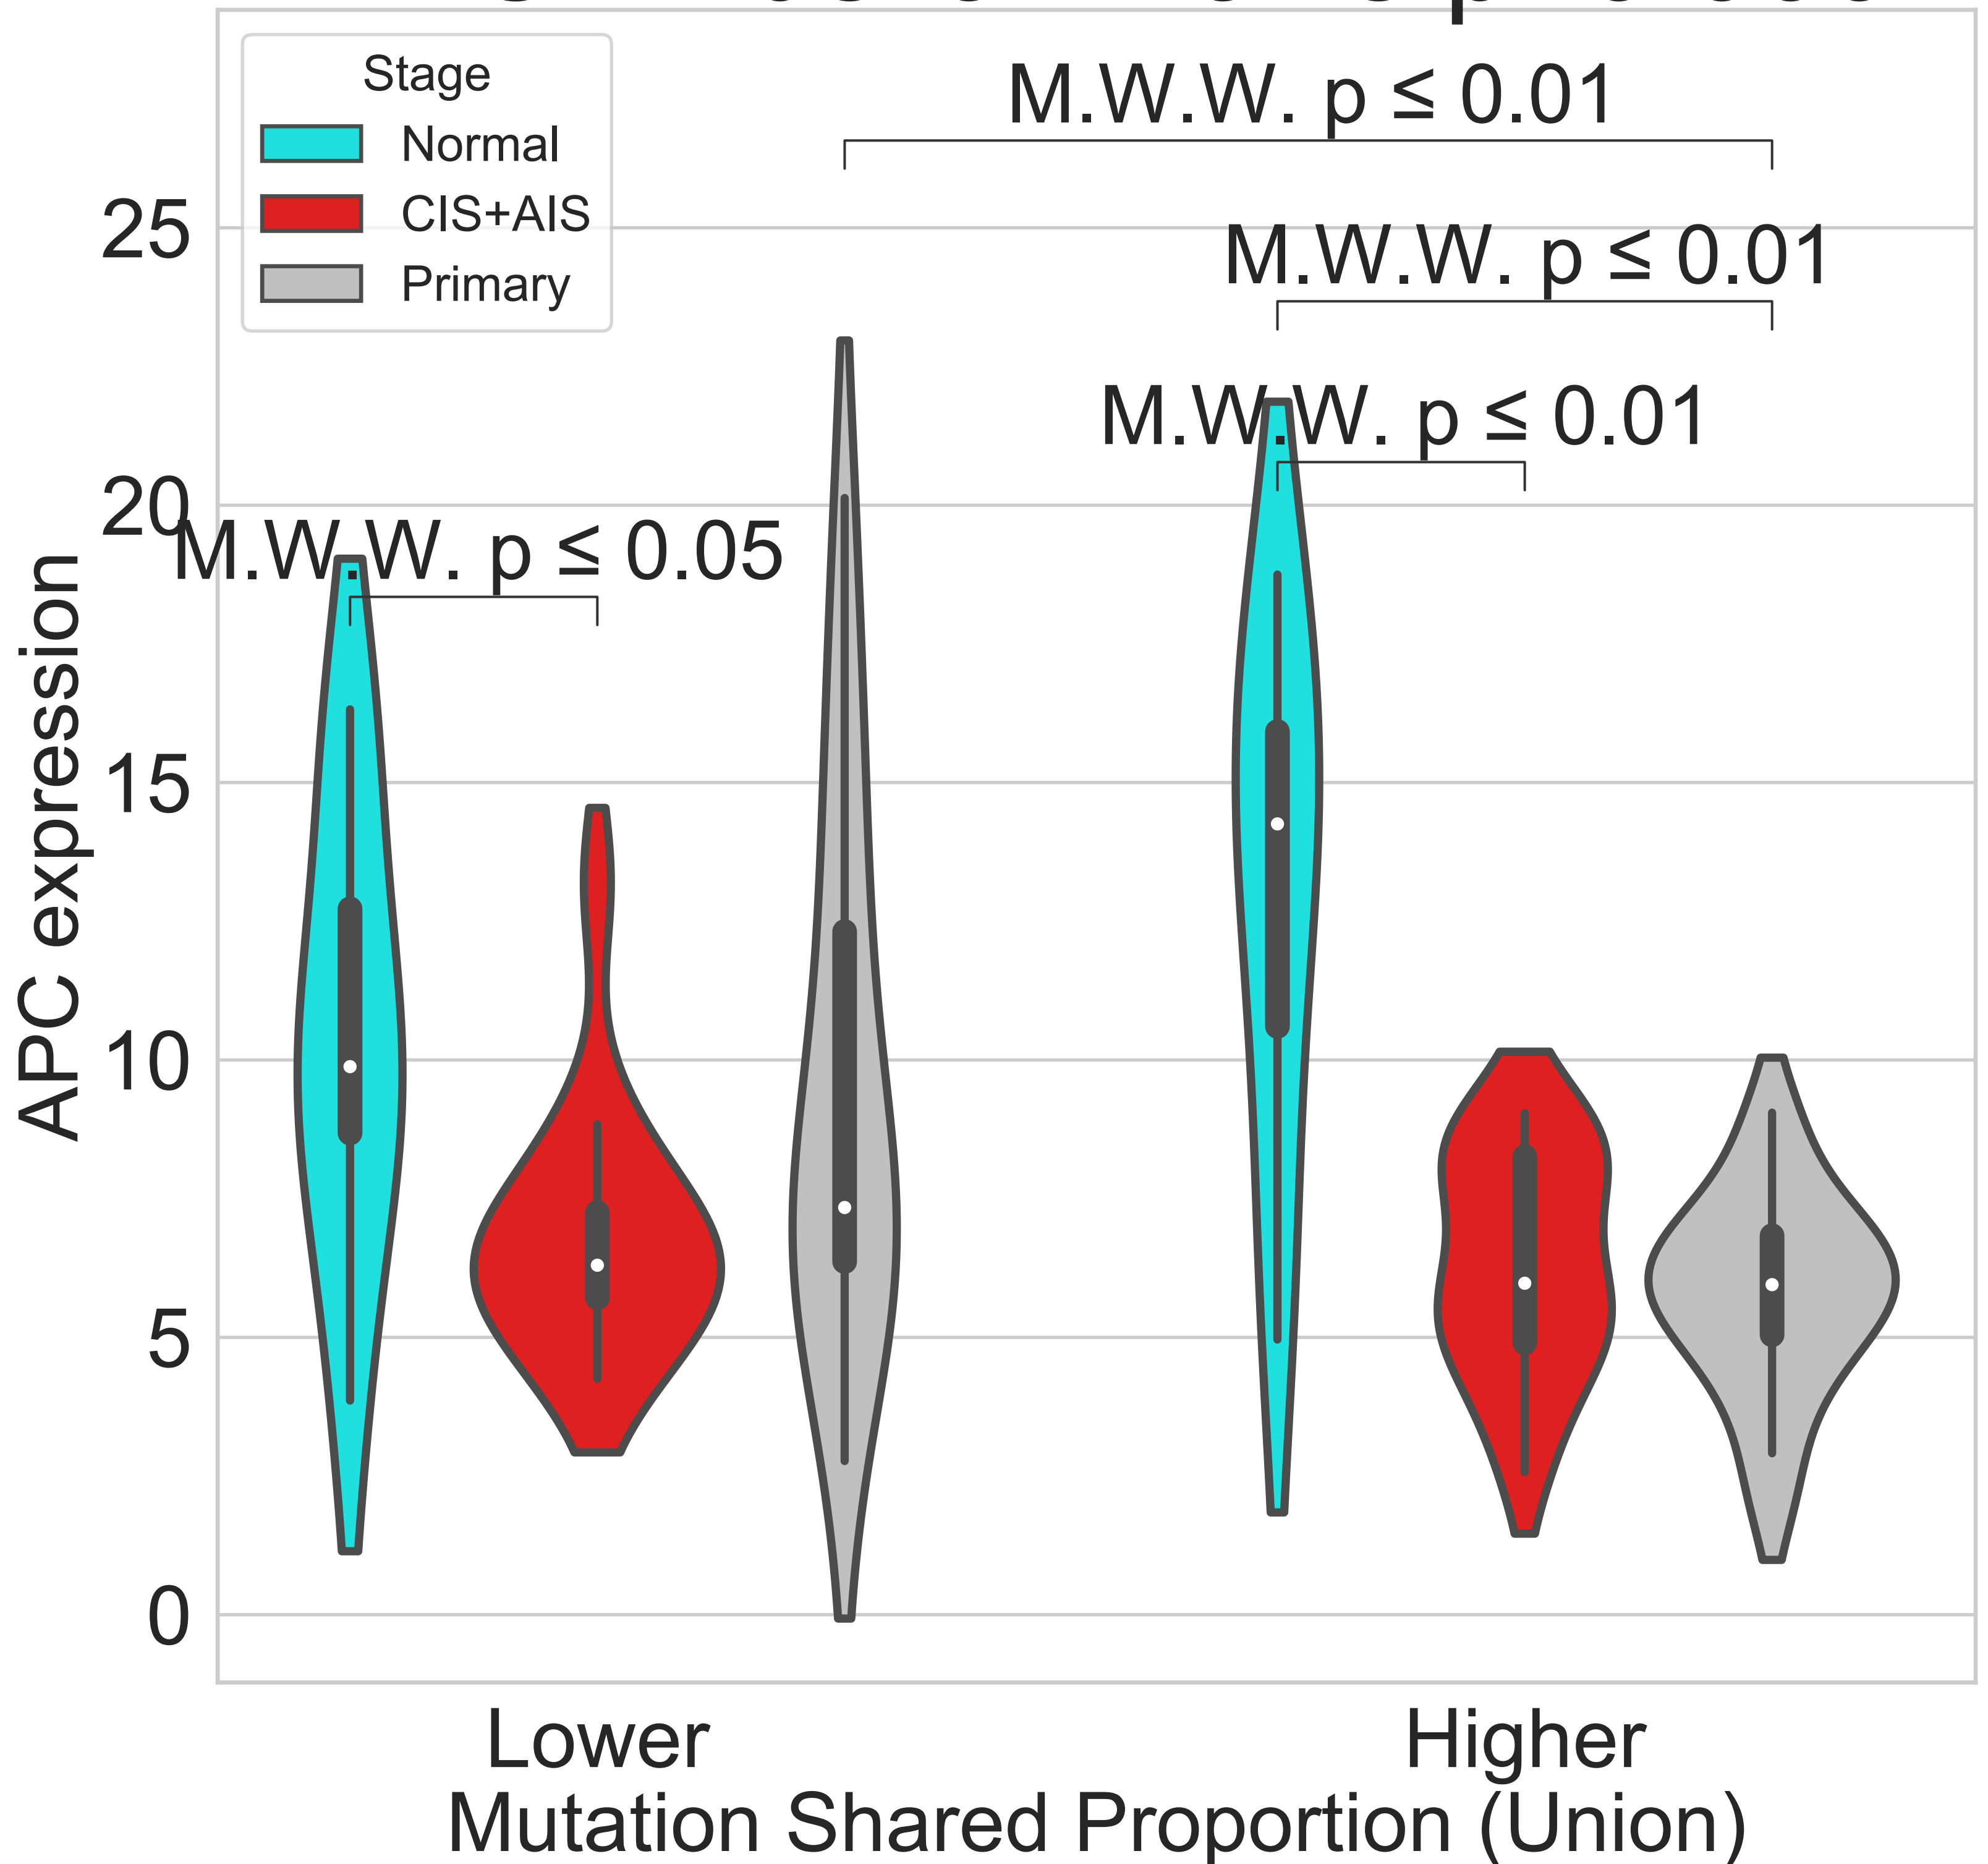 Stage
Normal
CIS+AIS
Primary
M.W.W. p ≤ 0.01
M.W.W. p ≤ 0.01
M.W.W. p ≤ 0.01
M.W.W. p ≤ 0.05
25
20
15
10
5
0
APC expression
Lower
Higher
Mutation Shared Proportion (Union)